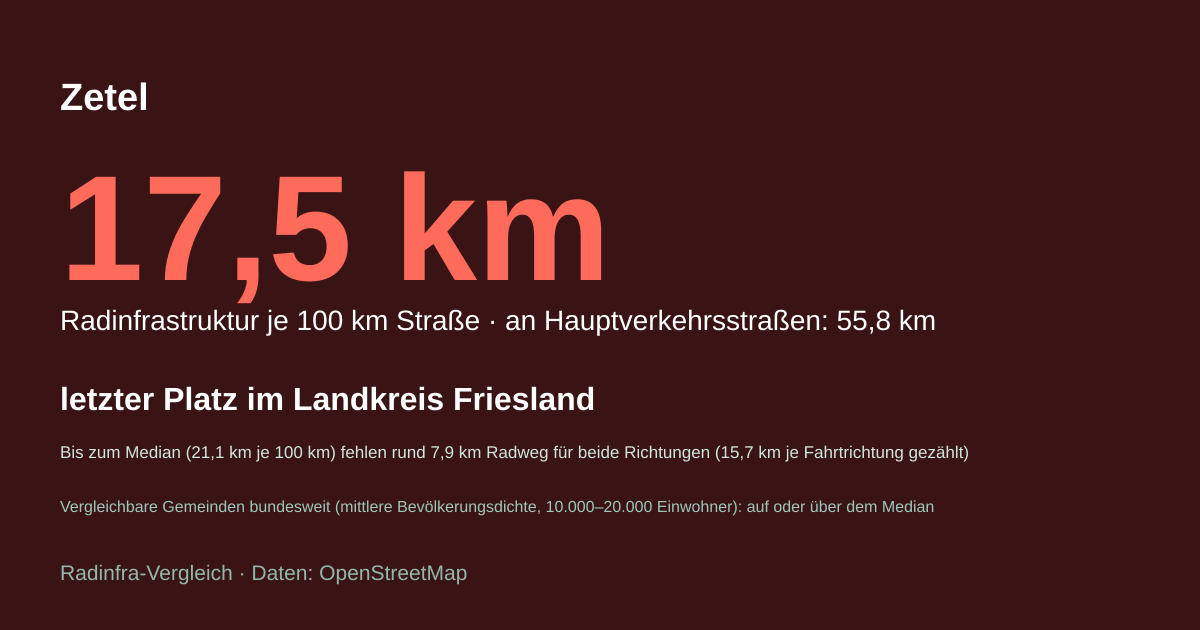 Zetel
17,5 km
Radinfrastruktur je 100 km Straße · an Hauptverkehrsstraßen: 55,8 km
letzter Platz im Landkreis Friesland
Bis zum Median (21,1 km je 100 km) fehlen rund 7,9 km Radweg für beide Richtungen (15,7 km je Fahrtrichtung gezählt)
Vergleichbare Gemeinden bundesweit (mittlere Bevölkerungsdichte, 10.000–20.000 Einwohner): auf oder über dem Median
Radinfra-Vergleich · Daten: OpenStreetMap